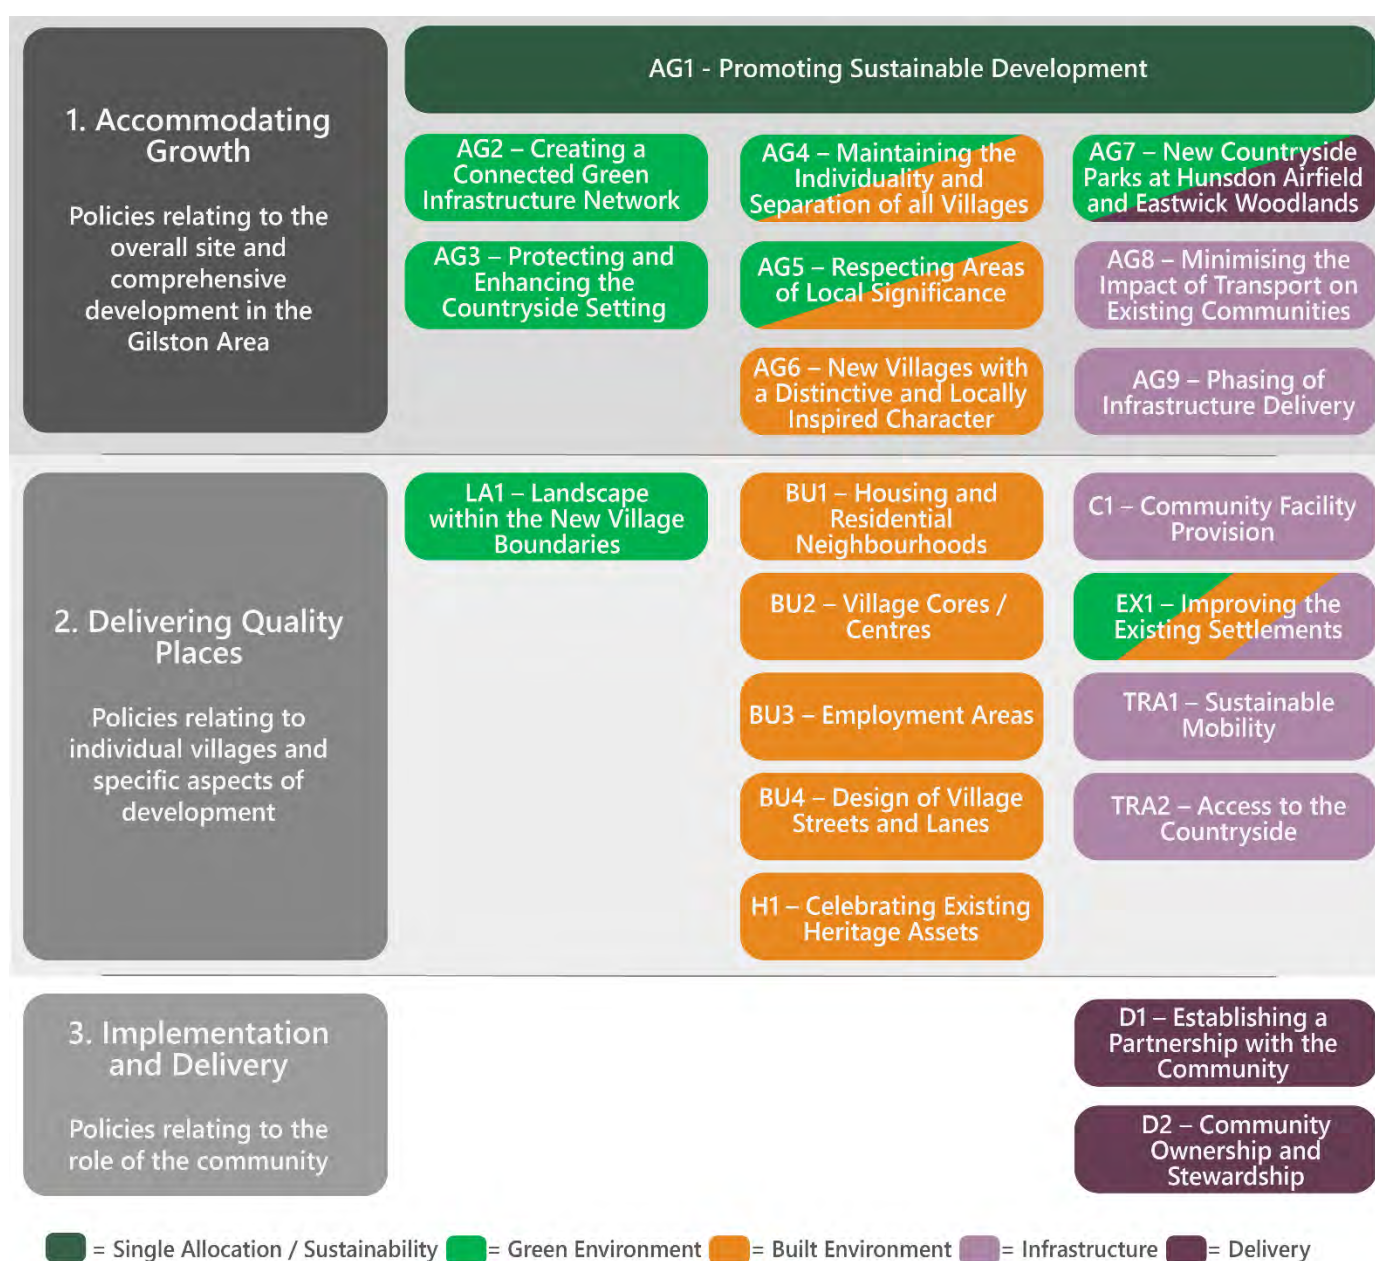 1. Accommodating
Growth
Policies relating to the
overall site and
comprehensive
development in the
Gilston Area
AG1 - Promoting Sustainable Development
AG2 – Creating a
Connected Green
Infrastructure Network
AG3 – Protecting and
Enhancing the
Countryside Setting
AG4 – Maintaining the
Individuality and
Separation of all Villages
AG5 – Respecting Areas
of Local Significance
AG6 – New Villages with
a Distinctive and Locally
Inspired Character
AG7 – New Countryside
Parks at Hunsdon Airfield
and Eastwick Woodlands
AG8 – Minimising the
Impact of Transport on
Existing Communities
AG9 – Phasing of
Infrastructure Delivery
2. Delivering Quality
Places
Policies relating to
individual villages and
specific aspects of
development
LA1 – Landscape
within the New Village
Boundaries
BU1 – Housing and
Residential
Neighbourhoods
BU2 – Village Cores /
Centres
BU3 – Employment Areas
BU4 – Design of Village
Streets and Lanes
H1 – Celebrating Existing
Heritage Assets
C1 – Community Facility
Provision
EX1 – Improving the
Existing Settlements
TRA1 – Sustainable
Mobility
TRA2 – Access to the
Countryside
3. Implementation
and Delivery
Policies relating to the
role of the community
D1 – Establishing a
Partnership with the
Community
D2 – Community
Ownership and
Stewardship
= Single Allocation / Sustainability = Green Environment = Built Environment = Infrastructure = Delivery